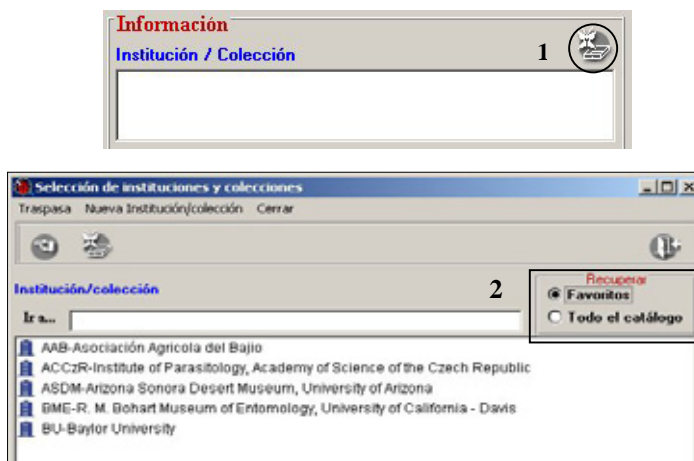 Información
Institución / Colección 1
Selección de instituciones y colecciones
Traspasa Nueva Institución/colección Cerrar
Institución/colección 2 Recuperar
Favoritos
Ir a... Todo el catálogo
AAB-Asociación Agricola del Bajio
ACCzR-Institute of Parasitology, Academy of Science of the Czech Republic
ASDM-Arizona Sonora Desert Museum, University of Arizona
BME-R. M. Bohart Museum of Entomology, University of California - Davis
BU-Baylor University